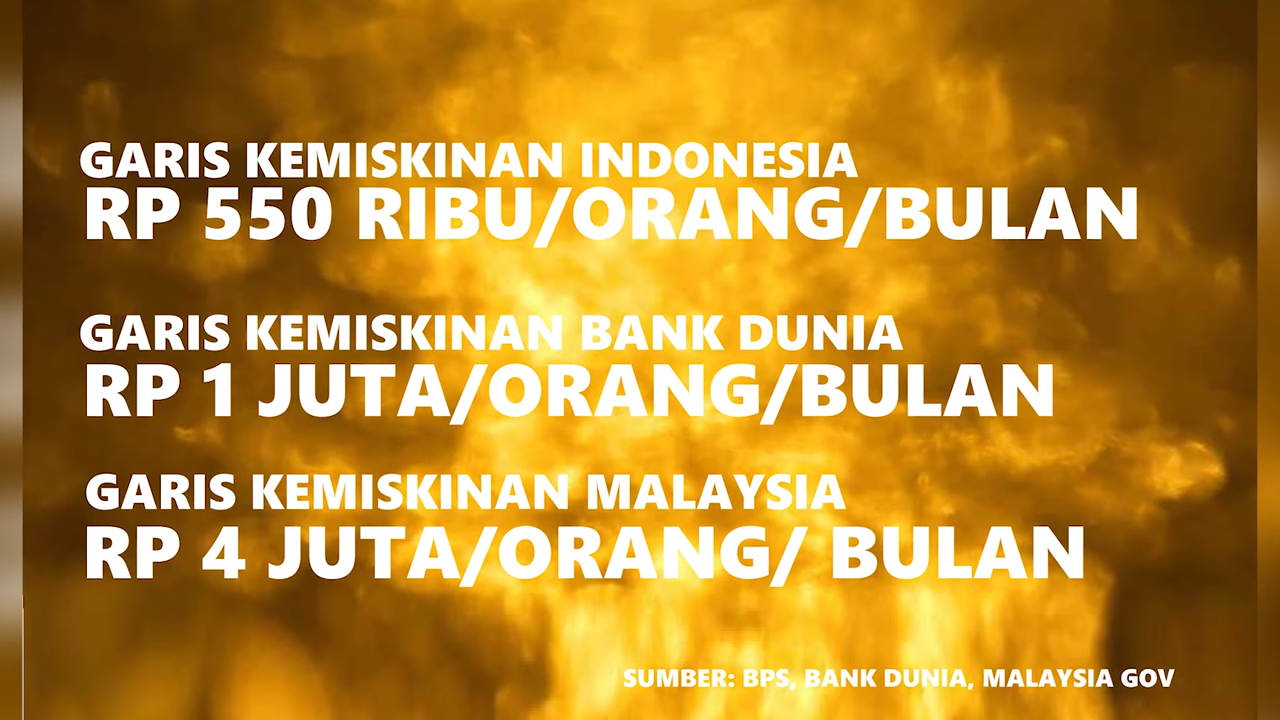 GARIS KEMISKINAN INDONESIA
RP 550 RIBU/ORANG/BULAN
GARIS KEMISKINAN BANK DUNIA
RP 1 JUTA/ORANG/BULAN
GARIS KEMISKINAN MALAYSIA
RP 4 JUTA/ORANG/ BULAN
SUMBER: BPS, BANK DUNIA, MALAYSIA GOV